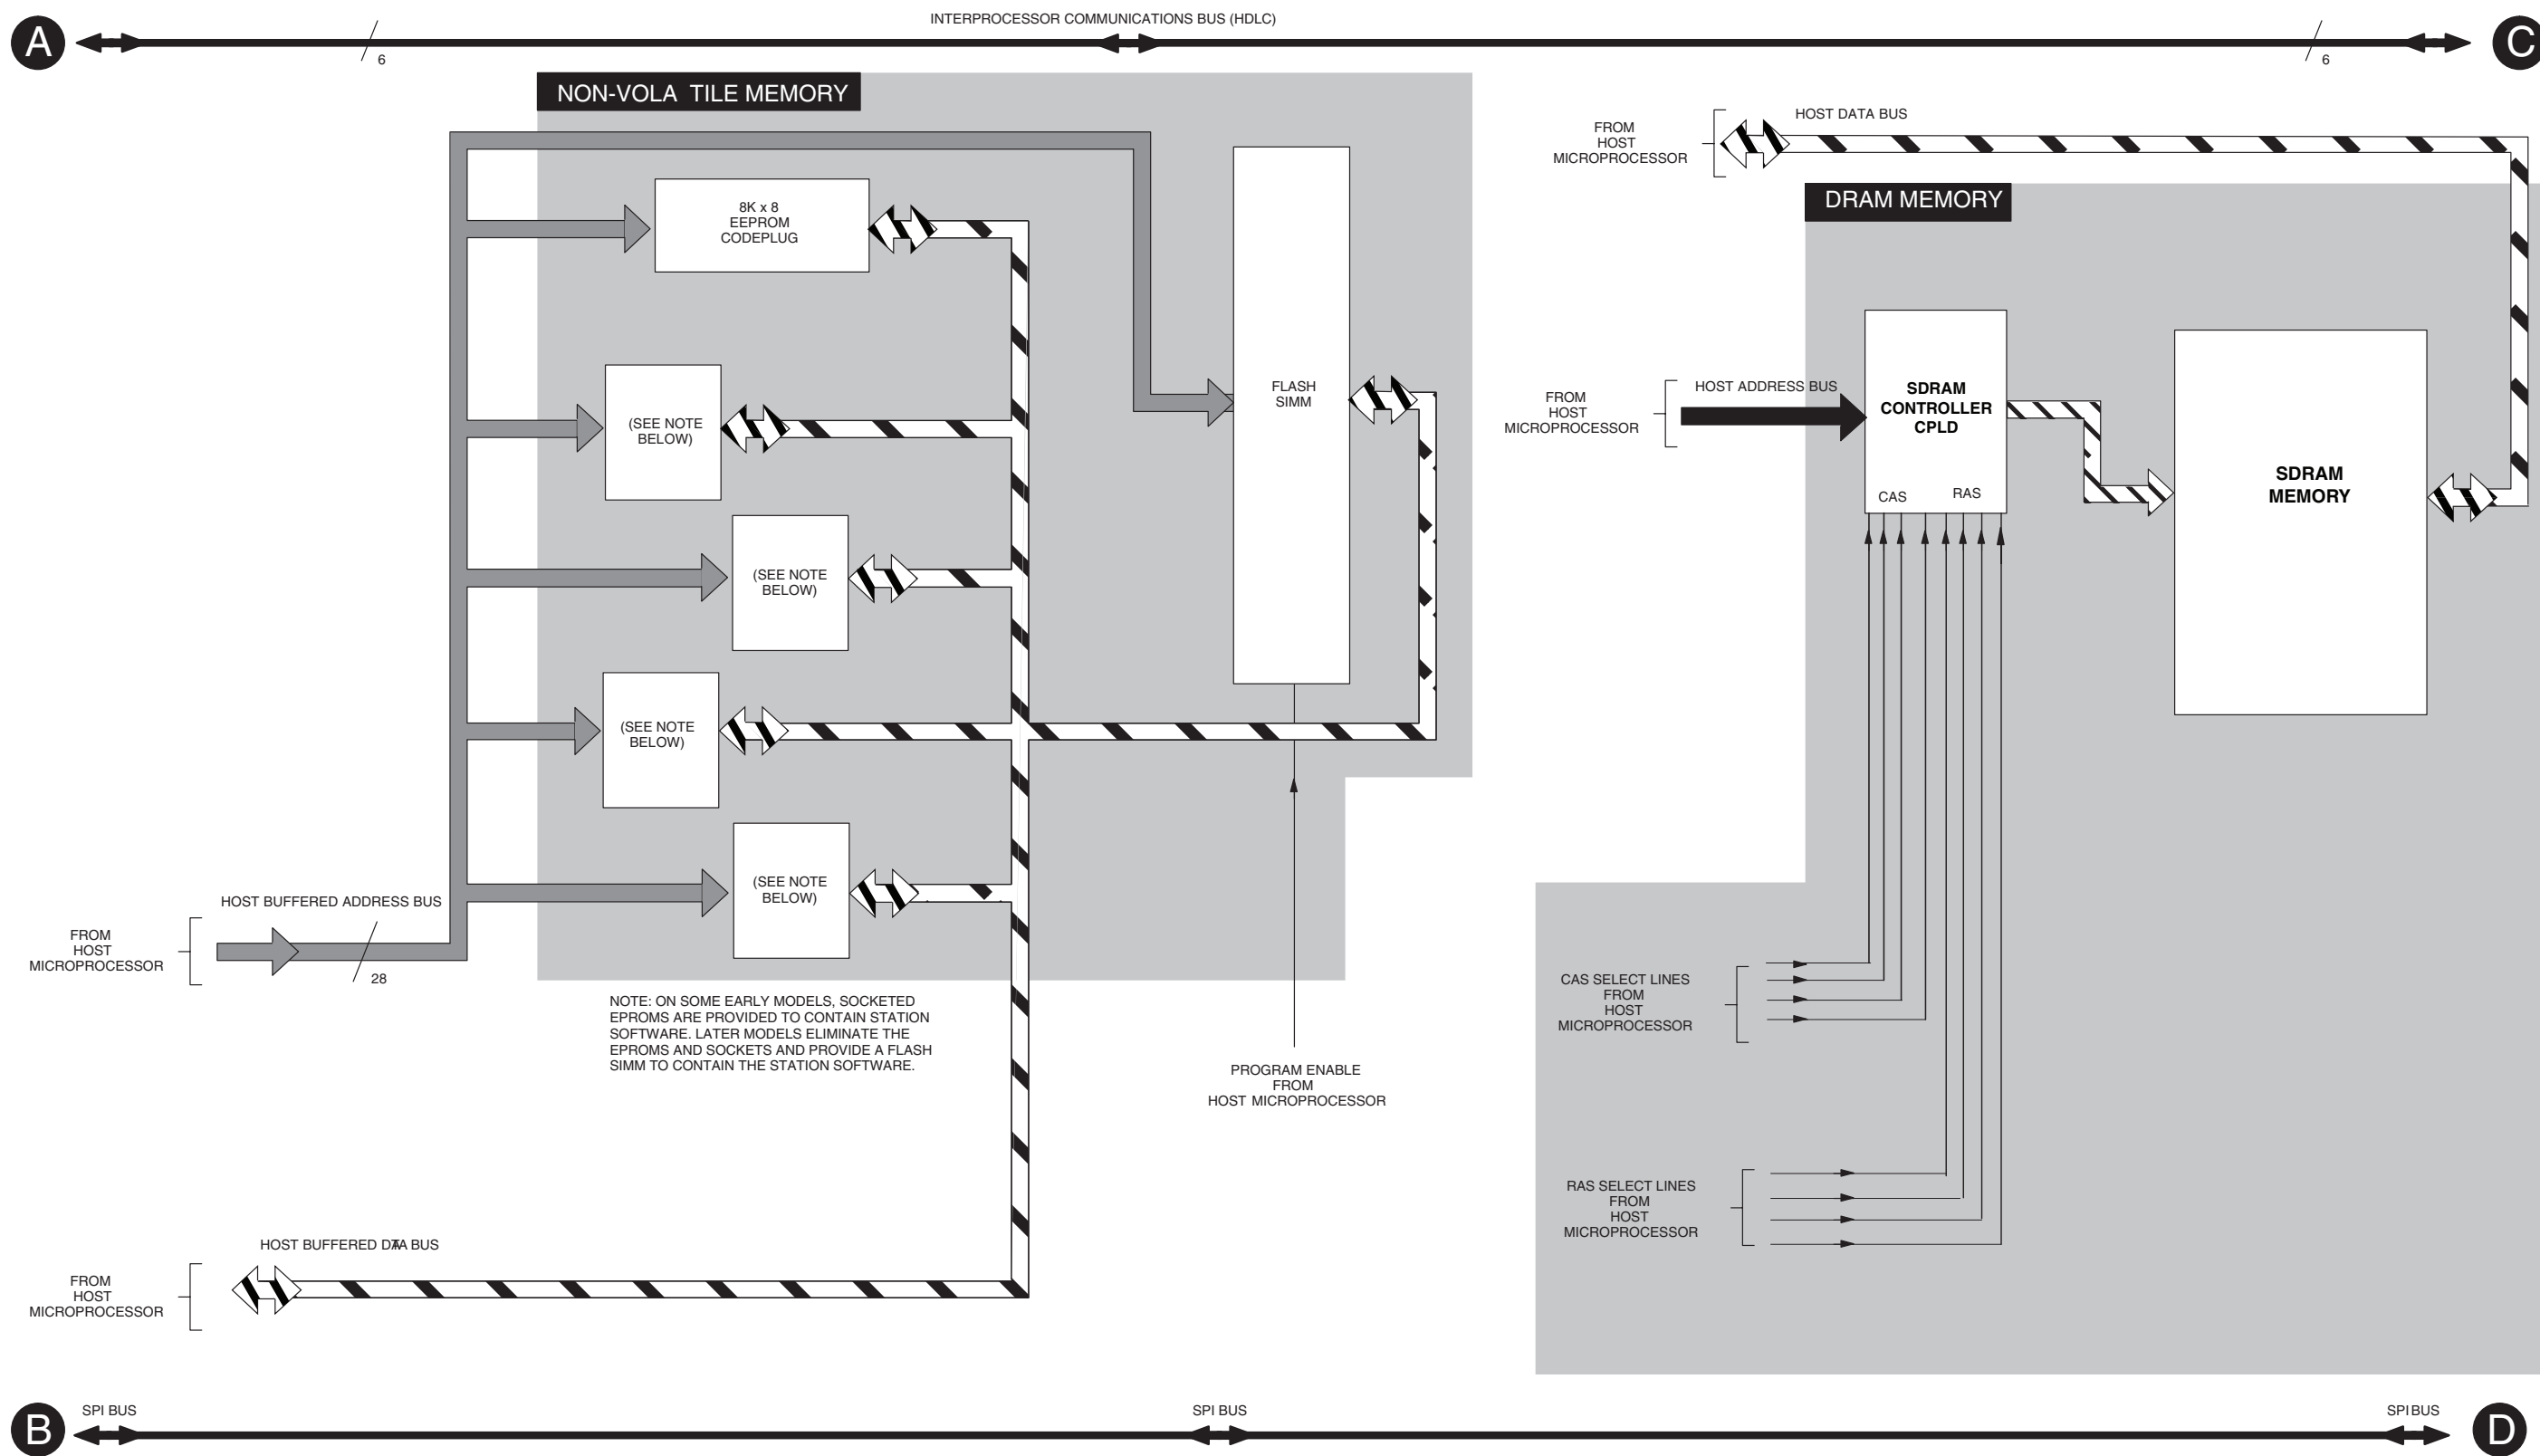 INTERPROCESSOR COMMUNICATIONS BUS (HDLC)
A
C
6
6
NON-VOLA TILE MEMORY
HOST DATA BUS
FROM
HOST
MICROPROCESSOR
DRAM MEMORY
8K x 8
EEPROM
CODEPLUG
FLASH
SIMM
HOST ADDRESS BUS
FROM
HOST
MICROPROCESSOR
SDRAM
CONTROLLER
CPLD
CAS
RAS
SDRAM
MEMORY
(SEE NOTE
BELOW)
(SEE NOTE
BELOW)
(SEE NOTE
BELOW)
(SEE NOTE
BELOW)
HOST BUFFERED ADDRESS BUS
FROM
HOST
MICROPROCESSOR
28
NOTE: ON SOME EARLY MODELS, SOCKETED
EPROMS ARE PROVIDED TO CONTAIN STATION
SOFTWARE. LATER MODELS ELIMINATE THE
EPROMS AND SOCKETS AND PROVIDE A FLASH
SIMM TO CONTAIN THE STATION SOFTWARE.
PROGRAM ENABLE
FROM
HOST MICROPROCESSOR
CAS SELECT LINES
FROM
HOST
MICROPROCESSOR
RAS SELECT LINES
FROM
HOST
MICROPROCESSOR
HOST BUFFERED DATA BUS
FROM
HOST
MICROPROCESSOR
B
SPI BUS
SPI BUS
SPI BUS
D